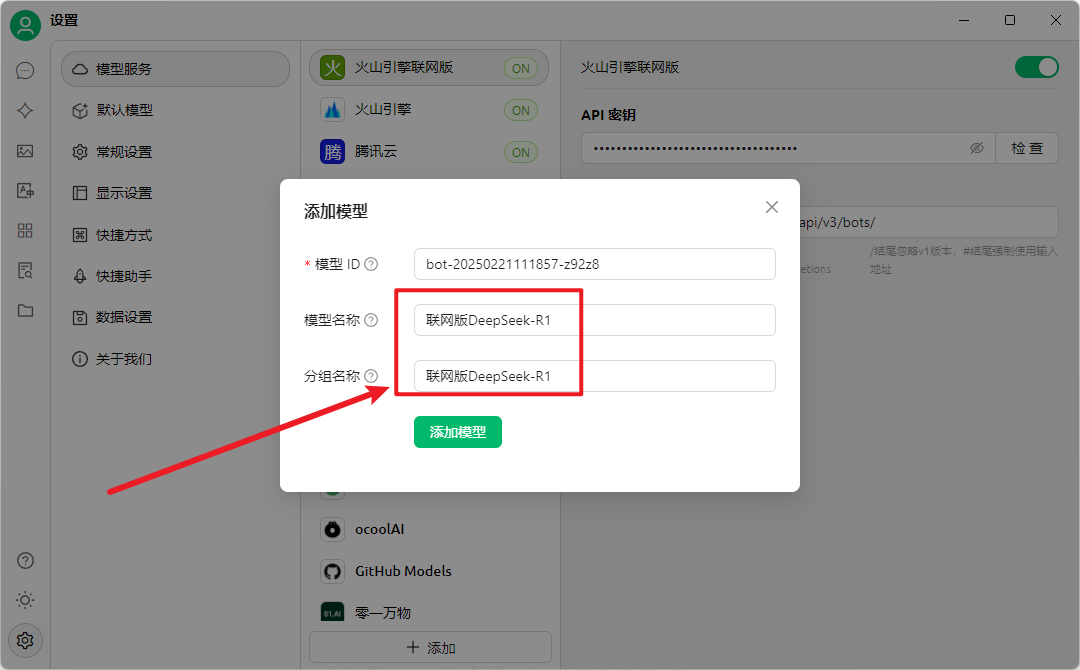 设置
模型服务
默认模型
常规设置
显示设置
快捷方式
快捷助手
数据设置
关于我们
火 火山引擎联网版 ON
火山引擎 ON
腾 腾讯云 ON
ocoolAI
GitHub Models
01.AI 零一万物
添加
火山引擎联网版
API 密钥
检 查
api/v3/bots/
/结尾忽略v1版本，#结尾强制使用输入
地址
etions
添加模型
* 模型 ID
bot-20250221111857-z92z8
模型名称
联网版DeepSeek-R1
分组名称
联网版DeepSeek-R1
添加模型